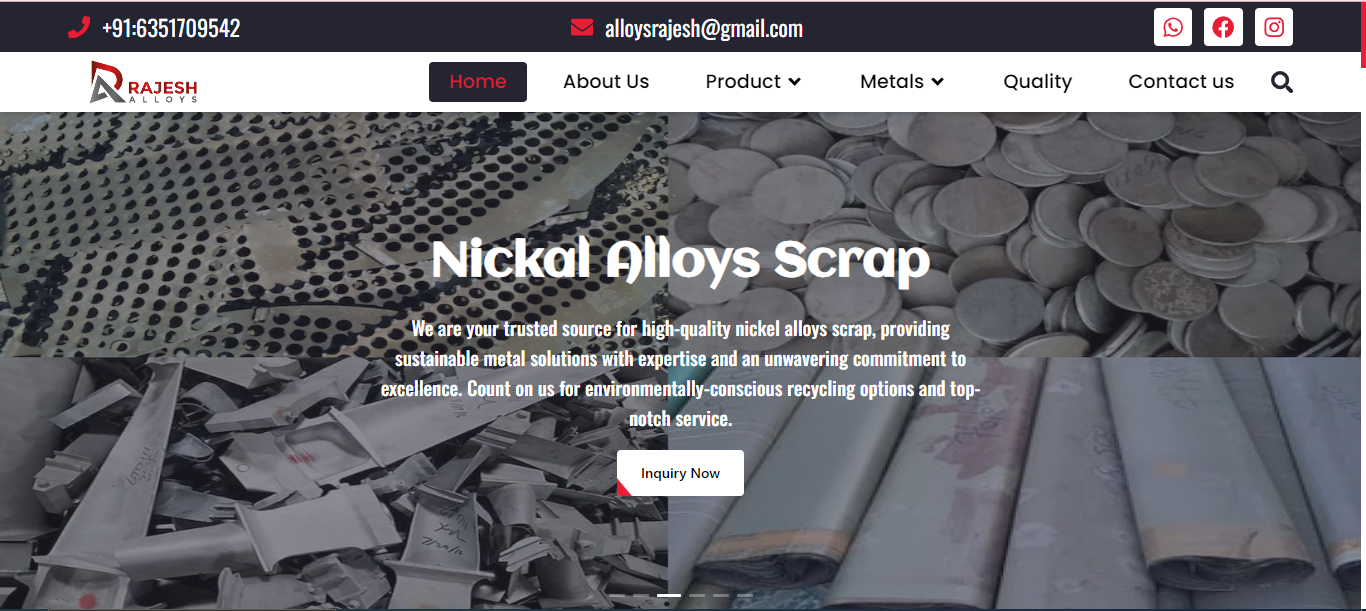 +91:6351709542
alloysrajesh@gmail.com
RAJESH
ALLOYS
Home
About Us
Product
Metals
Quality
Contact us
Nickal Alloys Scrap
We are your trusted source for high-quality nickel alloys scrap, providing
sustainable metal solutions with expertise and an unwavering commitment to
excellence. Count on us for environmentally-conscious recycling options and top-
notch service.
Inquiry Now